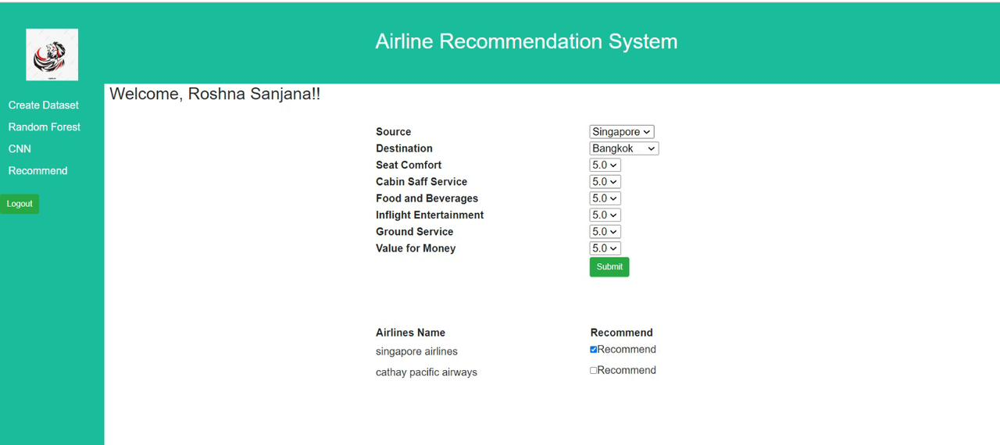 Airline Recommendation System
Welcome, Roshna Sanjana!!
Create Dataset
Random Forest
CNN
Recommend
Logout
Source Singapore
Destination Bangkok
Seat Comfort 5.0
Cabin Saff Service 5.0
Food and Beverages 5.0
Inflight Entertainment 5.0
Ground Service 5.0
Value for Money 5.0
Submit
Airlines Name Recommend
singapore airlines Recommend
cathay pacific airways Recommend